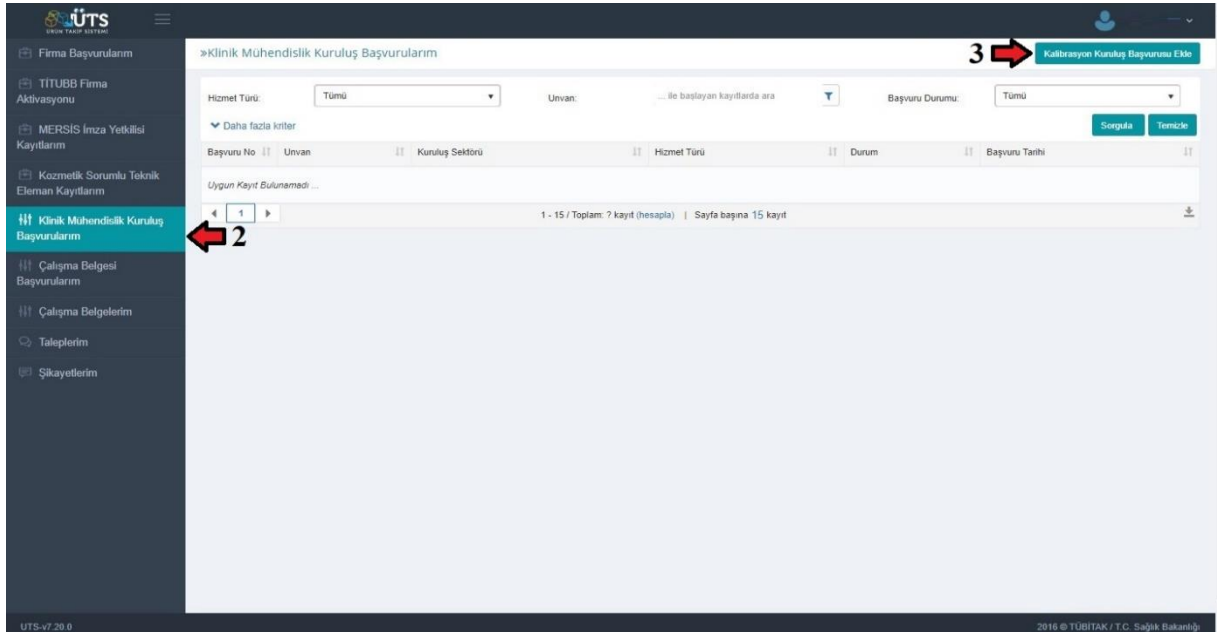 ÜTS
ÜRÜN TAKİP SİSTEMİ
Firma Başvurularım
TİTUBB Firma
Aktivasyonu
MERSİS İmza Yetkilisi
Kayıtlarım
Kozmetik Sorumlu Teknik
Eleman Kayıtlarım
Klinik Mühendislik Kuruluş
Başvurularım
2
Çalışma Belgesi
Başvurularım
Çalışma Belgelerim
Taleplerim
Şikayetlerim
»Klinik Mühendislik Kuruluş Başvurularım
3
Kalibrasyon Kuruluş Başvurusu Ekle
Hizmet Türü: Tümü Unvan: ... ile başlayan kayıtlarda ara Başvuru Durumu: Tümü
Daha fazla kriter Sorgula Temizle
Başvuru No Unvan Kuruluş Sektörü Hizmet Türü Durum Başvuru Tarihi
Uygun Kayıt Bulunamadı ...
1 1 - 15 / Toplam: ? kayıt (hesapla) | Sayfa başına 15 kayıt
UTS-v7.20.0 2016 © TÜBİTAK / T.C. Sağlık Bakanlığı